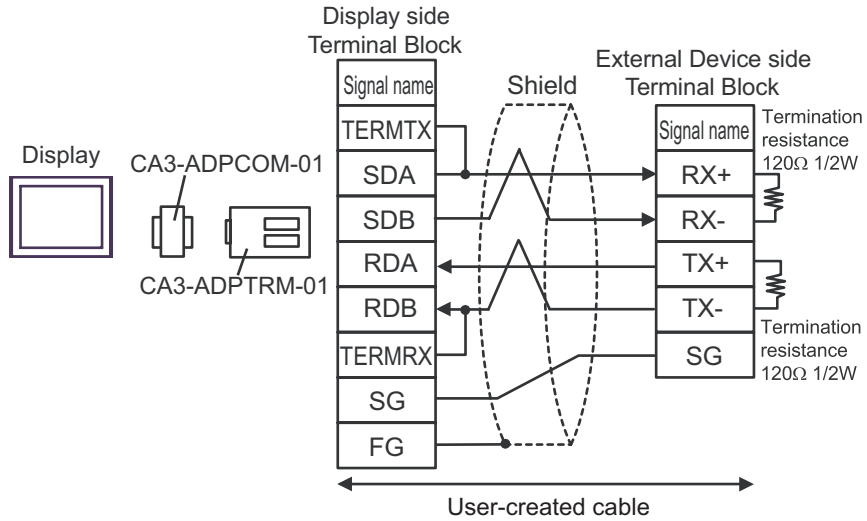 Display side
Terminal Block
Signal name
TERMTX
SDA
SDB
RDA
RDB
TERMRX
SG
FG
Shield
External Device side
Terminal Block
Signal name
RX+
RX-
TX+
TX-
SG
Termination
resistance
120Ω 1/2W
Termination
resistance
120Ω 1/2W
Display
CA3-ADPCOM-01
CA3-ADPTRM-01
User-created cable